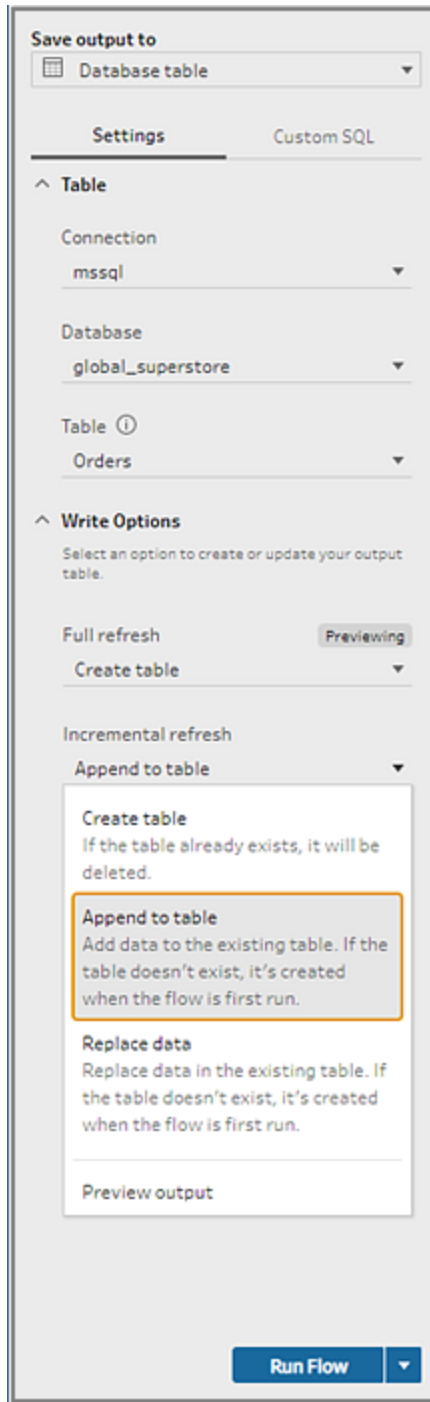 Save output to
Database table
Settings Custom SQL
Table
Connection
mssql
Database
global_superstore
Table
Orders
Write Options
Select an option to create or update your output
table.
Full refresh Previewing
Create table
Incremental refresh
Append to table
Create table
If the table already exists, it will be
deleted.
Append to table
Add data to the existing table. If the
table doesn't exist, it's created
when the flow is first run.
Replace data
Replace data in the existing table. If
the table doesn't exist, it's created
when the flow is first run.
Preview output
Run Flow